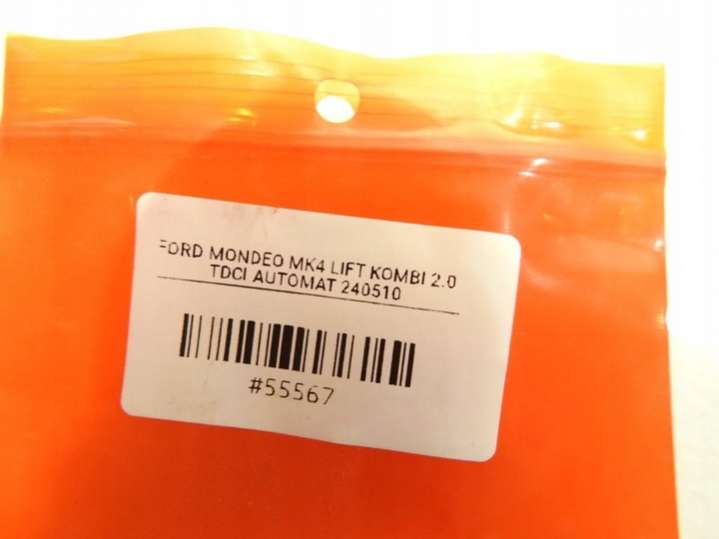 FORD MONDEO MK4 LIFT KOMBI 2.0
TDCI AUTOMAT 240510
#55567